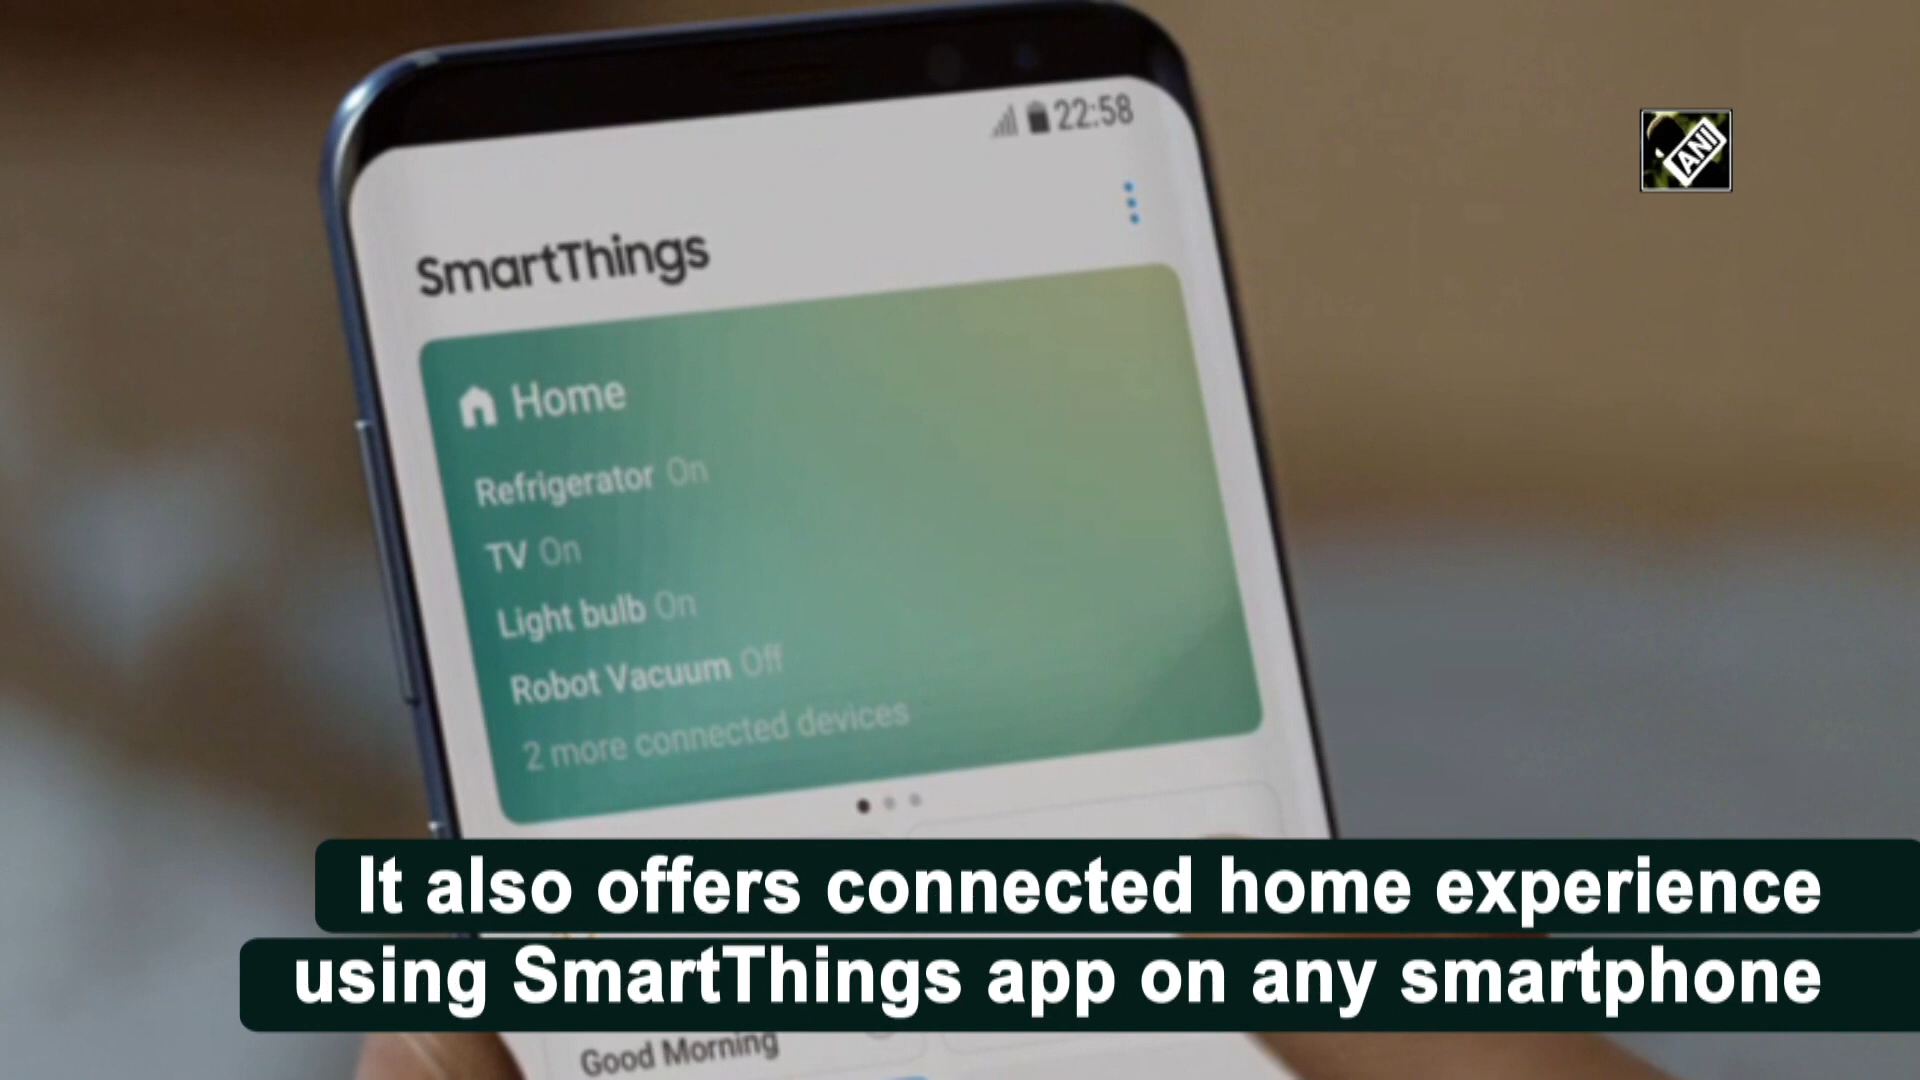 22:58
ANI
SmartThings
Home
Refrigerator On
TV On
Light bulb On
Robot Vacuum Off
2 more connected devices
It also offers connected home experience
using SmartThings app on any smartphone
Good Morning